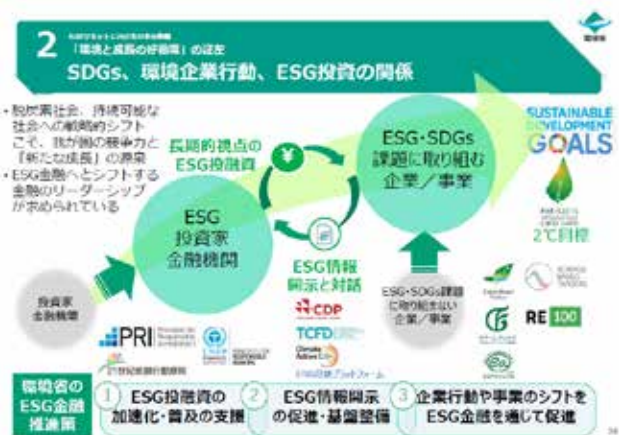 2
「環境と成長の好循環」の
SDGs、環境企業行動、ESG投資の関係
環境省
・脱炭素社会、持続可能な
社会への戦略的シフト
こそ、我が国の競争力と
「新たな成長」の源泉
・ESG金融へとシフトする
金融のリーダーシップ
が求められている
長期的視点の
ESG投融資
¥
ESG・SDGs
課題に取り組む
企業／事業
SUSTAINABLE
DEVELOPMENT
GOALS
2℃目標
ESG
投資家
金融機関
ESG情報
開示と対話
投資家
金融機関
ESG・SDGs課題
に取り組まない
企業／事業
CDP
TCFD
Climate
Action
PRI
RE 100
環境省の
ESG金融
推進策
1 ESG投融資の
加速化・普及の支援
2 ESG情報開示
の促進・基盤整備
3 企業行動や事業のシフトを
ESG金融を通じて促進